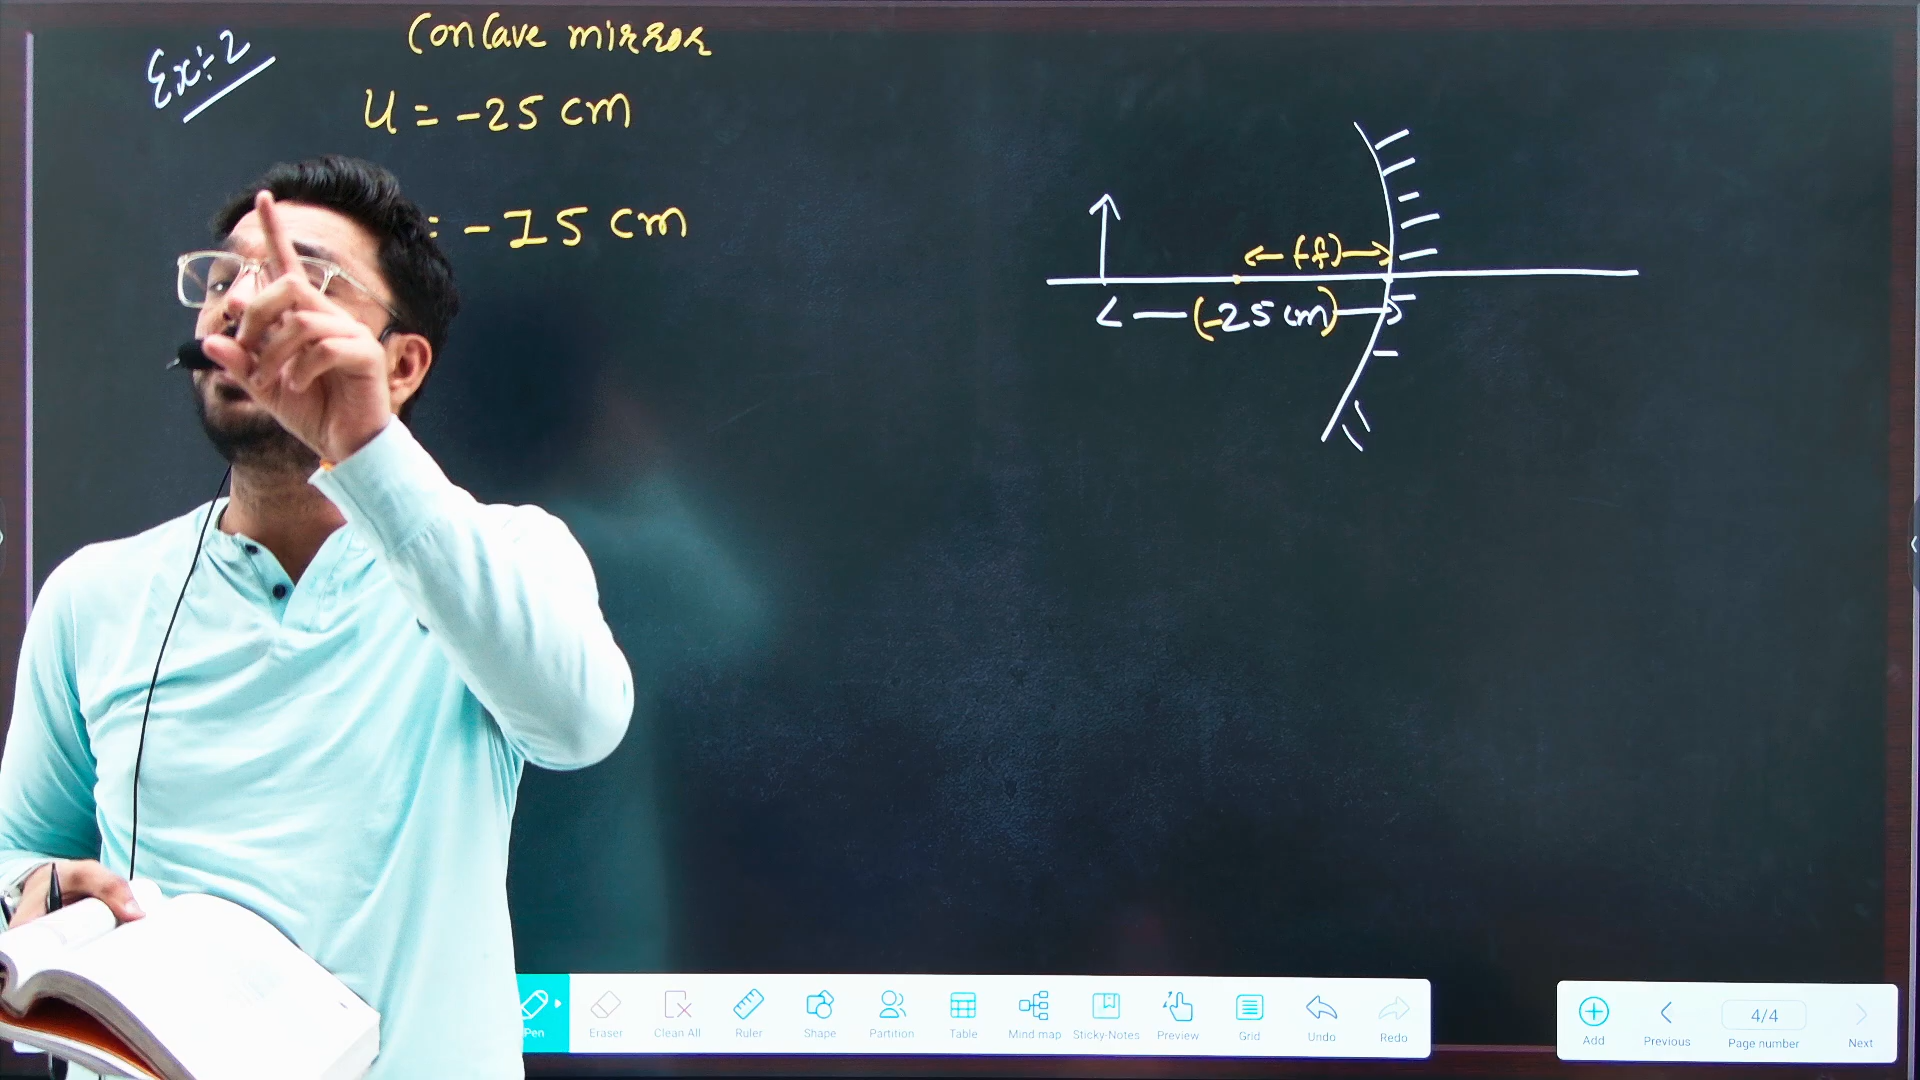 Ex÷2
Concave mirror
U = -25 cm
= -15 cm
(f)
(-25 cm)
Pen
Eraser
Clean All
Ruler
Shape
Partition
Table
Mind map
Sticky-Notes
Preview
Grid
Undo
Redo
Add
Previous
4/4
Page number
Next